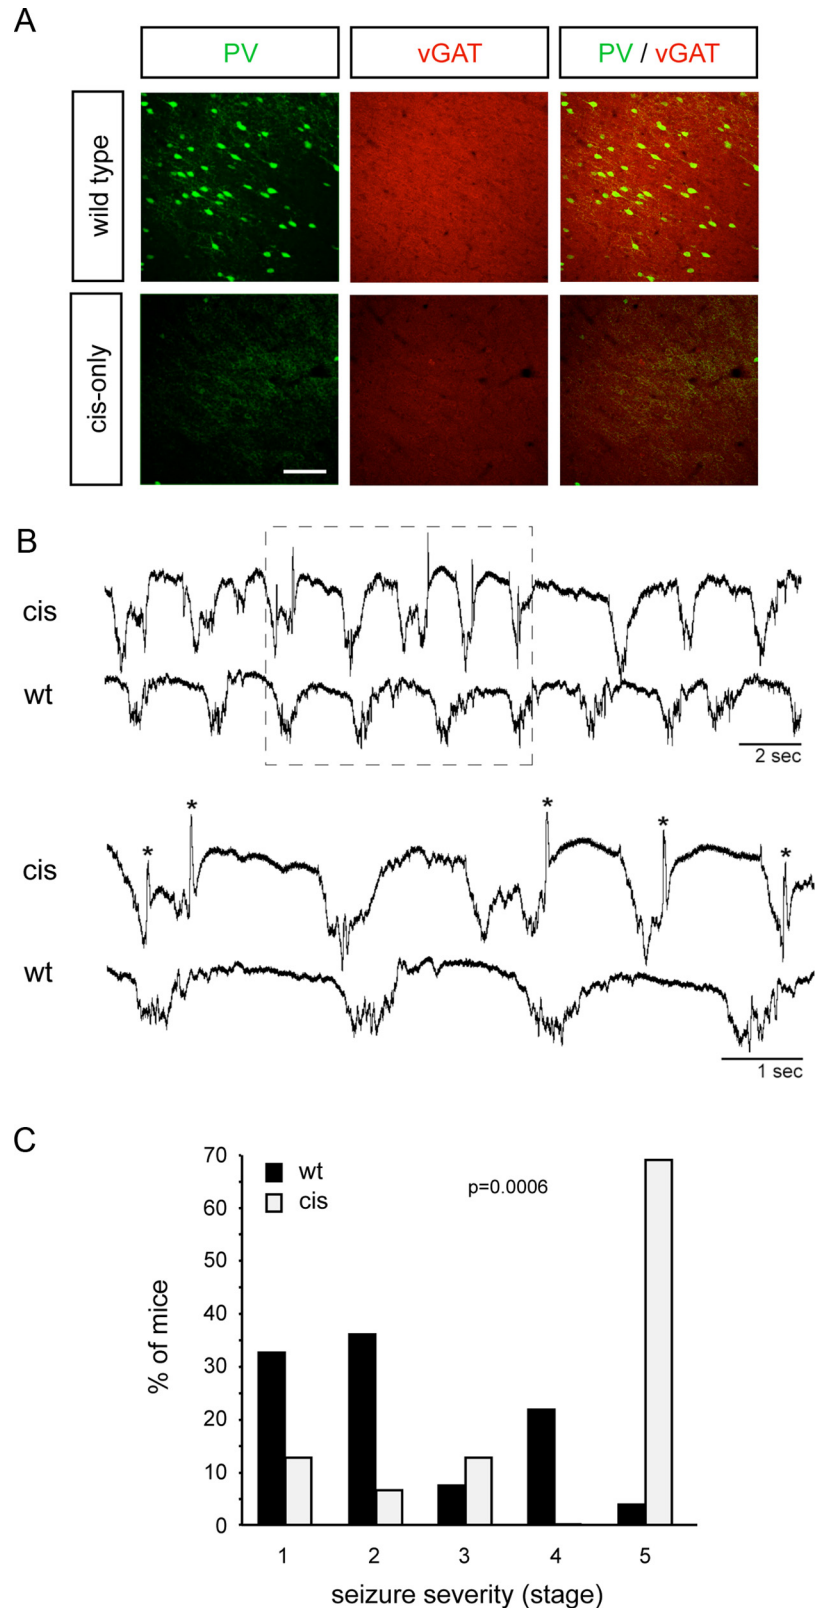 A
PV
vGAT
PV / vGAT
wild type
cis-only
B
cis
wt
2 sec
cis
* * * * *
wt
1 sec
C
70
60
50
40
30
20
10
0
% of mice
wt
cis
p=0.0006
1 2 3 4 5
seizure severity (stage)